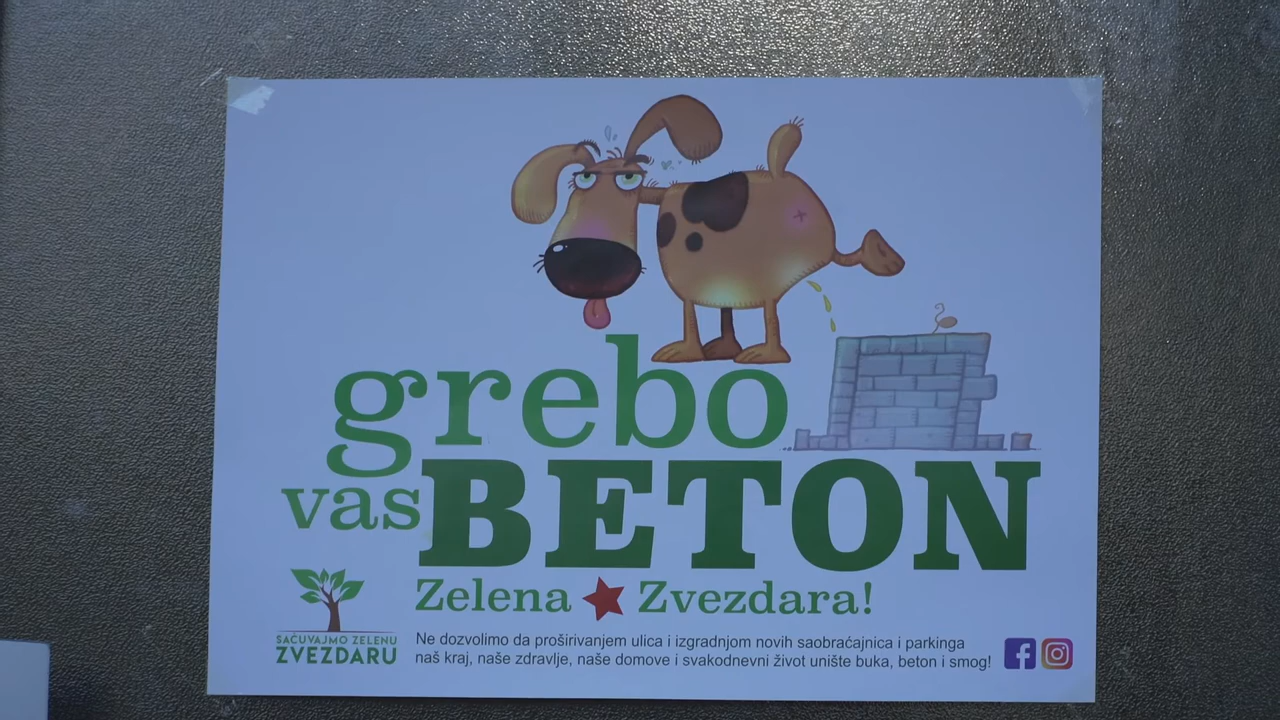 grebo
vas BETON
Zelena Zvezdara!
SAČUVAJMO ZELENU
ZVEZDARU
Ne dozvolimo da proširivanjem ulica i izgradnjom novih saobraćajnica i parkinga
naš kraj, naše zdravlje, naše domove i svakodnevni život unište buka, beton i smog!